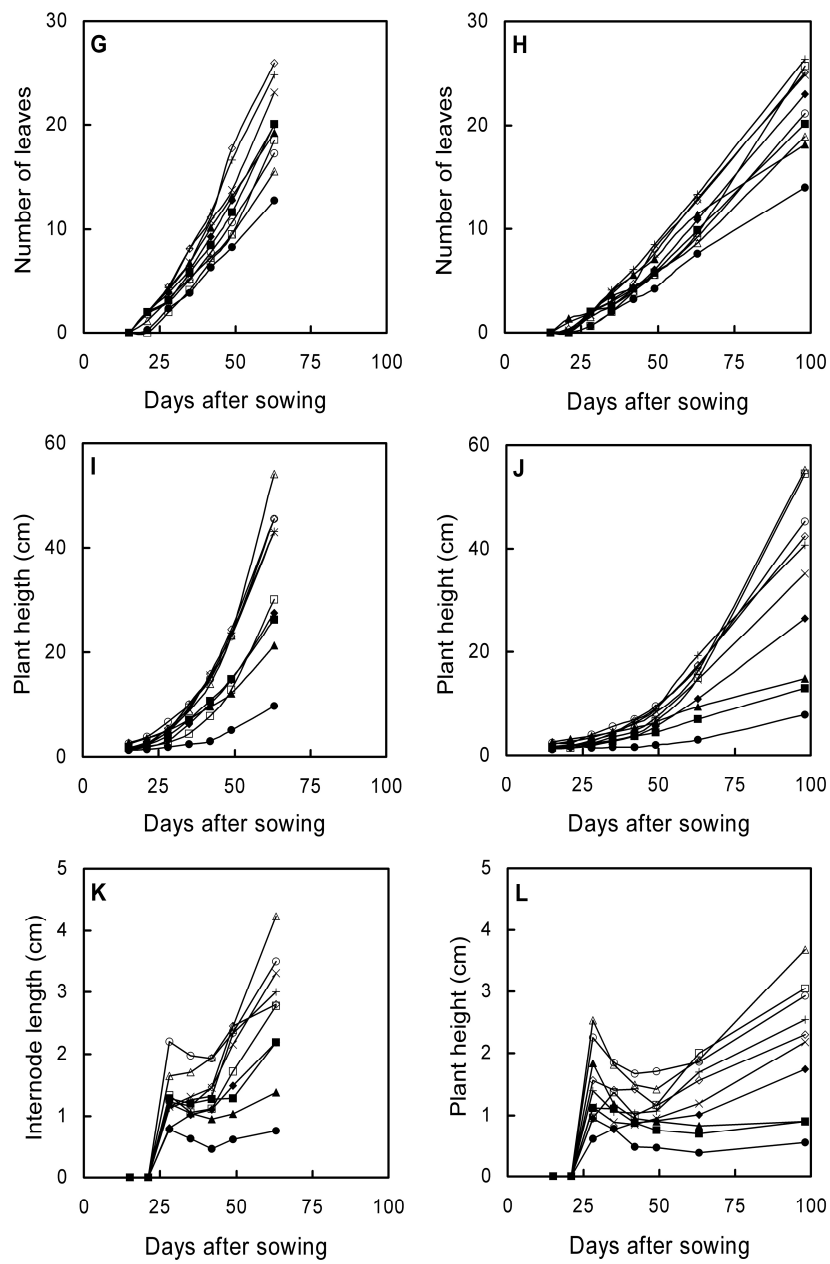 G
30
20
10
0
Number of leaves
0 25 50 75 100
Days after sowing
H
30
20
10
0
Number of leaves
0 25 50 75 100
Days after sowing
I
60
40
20
0
Plant heigth (cm)
0 25 50 75 100
Days after sowing
J
60
40
20
0
Plant height (cm)
0 25 50 75 100
Days after sowing
K
5
4
3
2
1
0
Internode length (cm)
0 25 50 75 100
Days after sowing
L
5
4
3
2
1
0
Plant height (cm)
0 25 50 75 100
Days after sowing